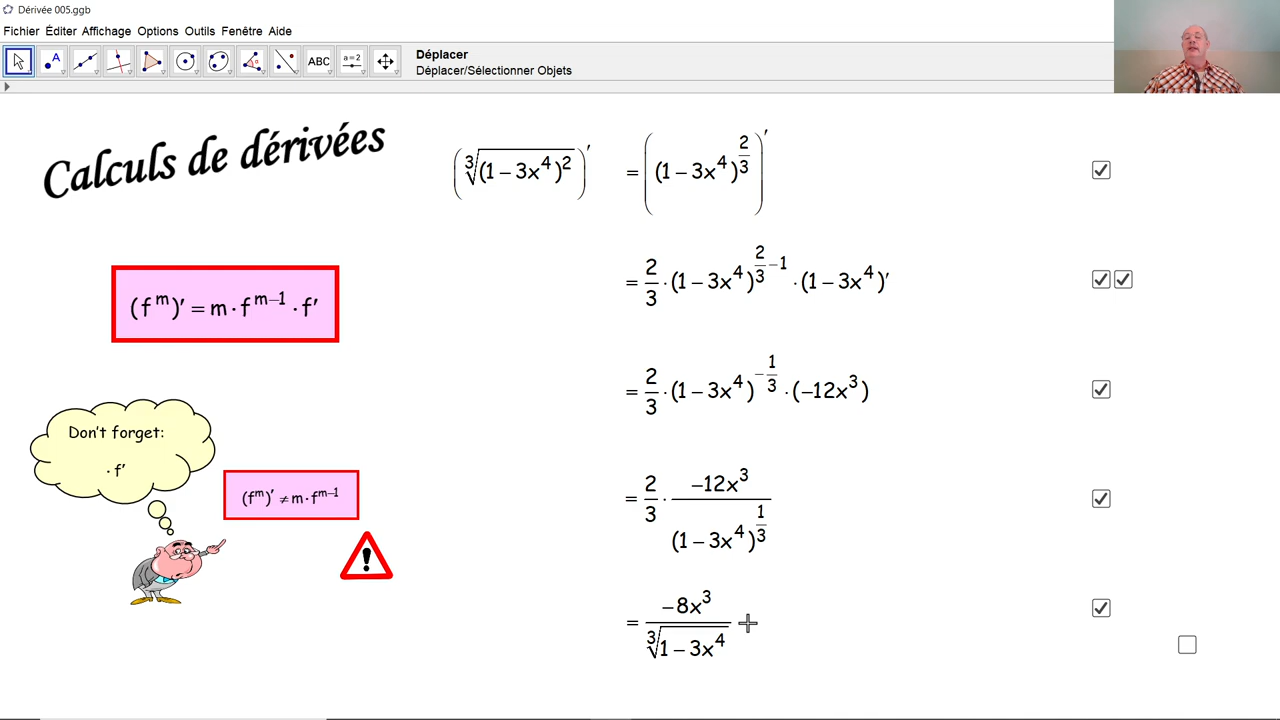 Dérivée 005.ggb
Fichier Éditer Affichage Options Outils Fenêtre Aide
A ABC a=2
Déplacer
Déplacer/Sélectionner Objets
Calculs de dérivées
(∛(1 − 3x⁴)²)′ = ((1 − 3x⁴)^(2/3))′
= 2/3 · (1 − 3x⁴)^(2/3 − 1) · (1 − 3x⁴)′
(f^m)′ = m · f^(m−1) · f′
= 2/3 · (1 − 3x⁴)^(−1/3) · (−12x³)
Don't forget:
· f′
(f^m)′ ≠ m · f^(m−1)
= 2/3 · (−12x³)/((1 − 3x⁴)^(1/3))
!
= (−8x³)/(∛(1 − 3x⁴))